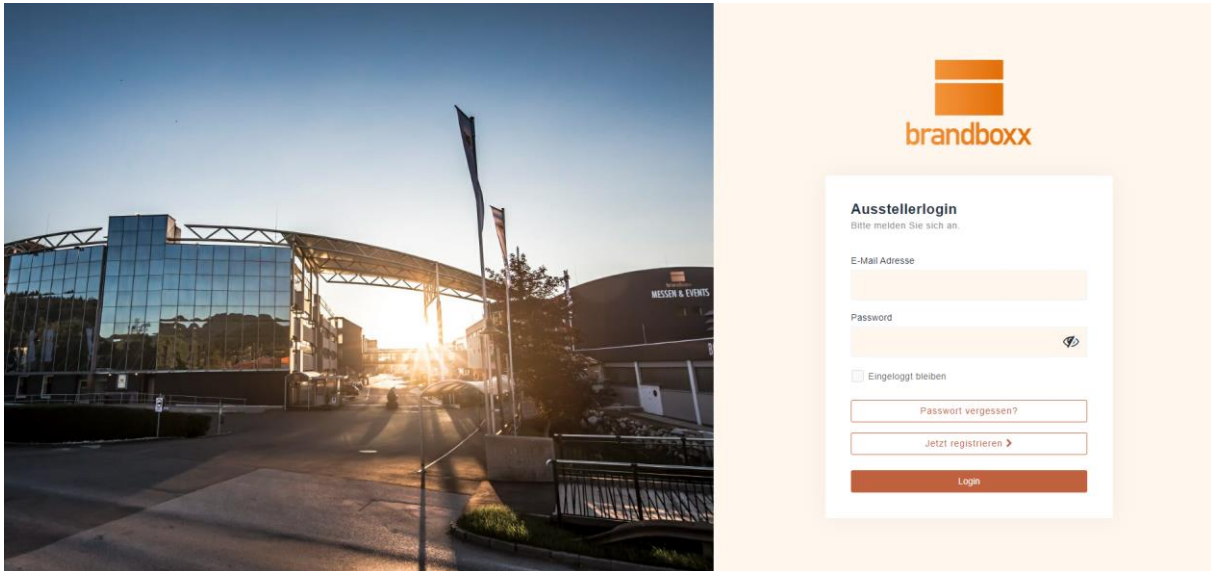 brandboxx
MESSEN & EVENTS
brandboxx
Ausstellerlogin
Bitte melden Sie sich an.
E-Mail Adresse
Password
Eingeloggt bleiben
Passwort vergessen?
Jetzt registrieren
Login